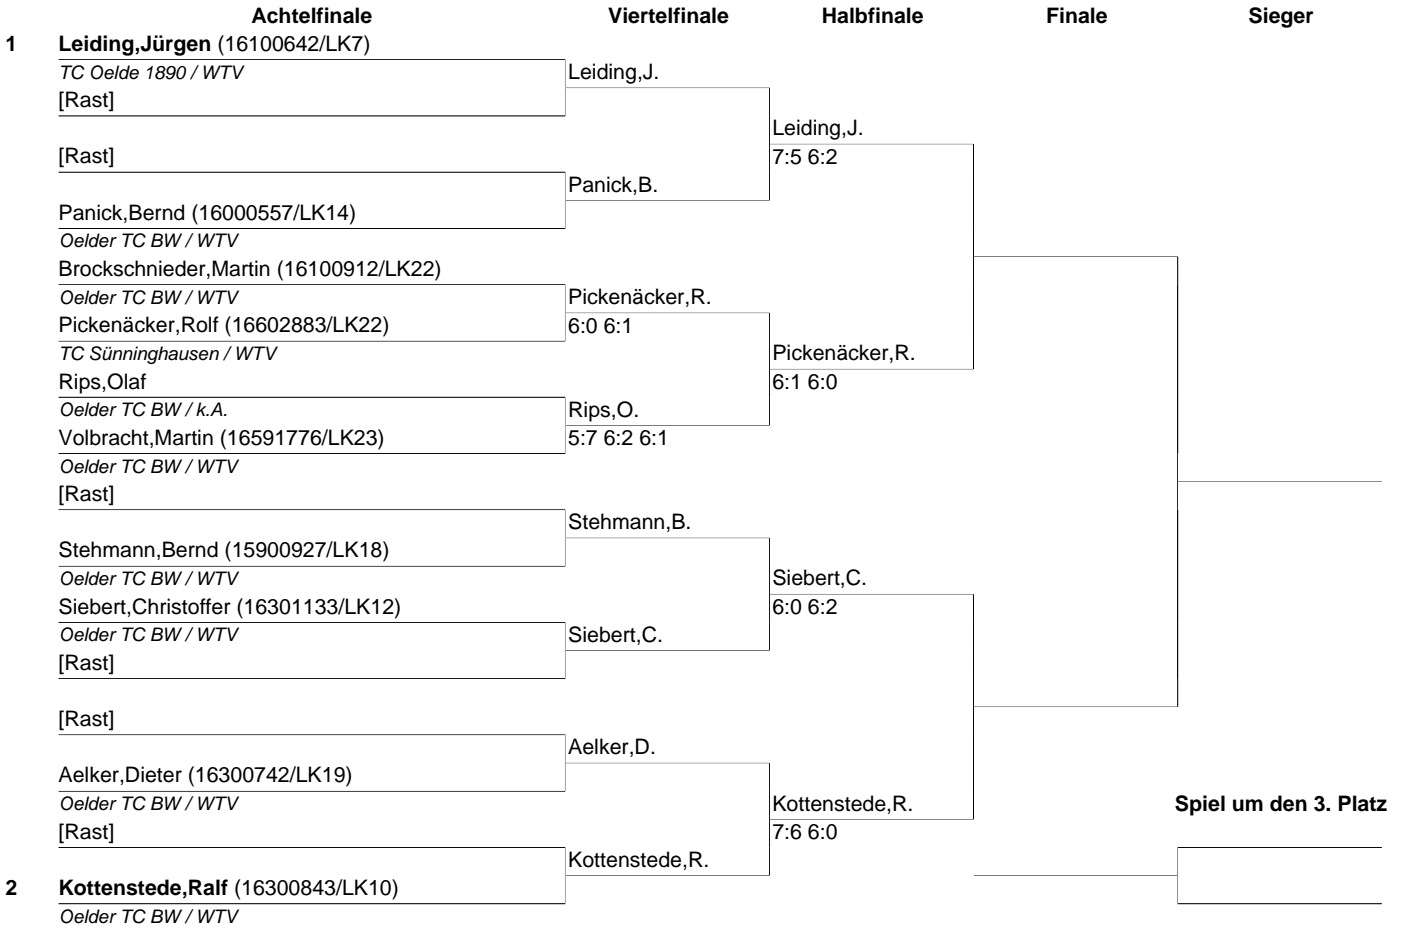 Achtelfinale Viertelfinale Halbfinale Finale Sieger
1 Leiding,Jürgen (16100642/LK7)
TC Oelde 1890 / WTV Leiding,J.
[Rast]
Leiding,J.
[Rast] 7:5 6:2
Panick,B.
Panick,Bernd (16000557/LK14)
Oelder TC BW / WTV
Brockschnieder,Martin (16100912/LK22)
Oelder TC BW / WTV Pickenäcker,R.
Pickenäcker,Rolf (16602883/LK22) 6:0 6:1
TC Sünninghausen / WTV Pickenäcker,R.
Rips,Olaf 6:1 6:0
Oelder TC BW / k.A. Rips,O.
Volbracht,Martin (16591776/LK23) 5:7 6:2 6:1
Oelder TC BW / WTV
[Rast]
Stehmann,B.
Stehmann,Bernd (15900927/LK18)
Oelder TC BW / WTV Siebert,C.
Siebert,Christoffer (16301133/LK12) 6:0 6:2
Oelder TC BW / WTV Siebert,C.
[Rast]
[Rast]
Aelker,D.
Aelker,Dieter (16300742/LK19)
Oelder TC BW / WTV Kottenstede,R. Spiel um den 3. Platz
[Rast] 7:6 6:0
Kottenstede,R.
2 Kottenstede,Ralf (16300843/LK10)
Oelder TC BW / WTV